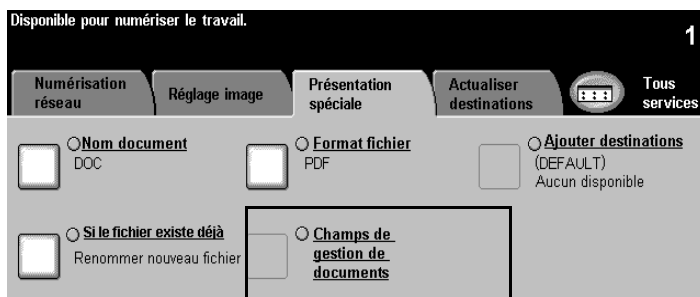 Disponible pour numériser le travail.
1
Numérisation
réseau
Réglage image
Présentation
spéciale
Actualiser
destinations
Tous
services
Nom document
DOC
Format fichier
PDF
Ajouter destinations
(DEFAULT)
Aucun disponible
Si le fichier existe déjà
Renommer nouveau fichier
Champs de
gestion de
documents